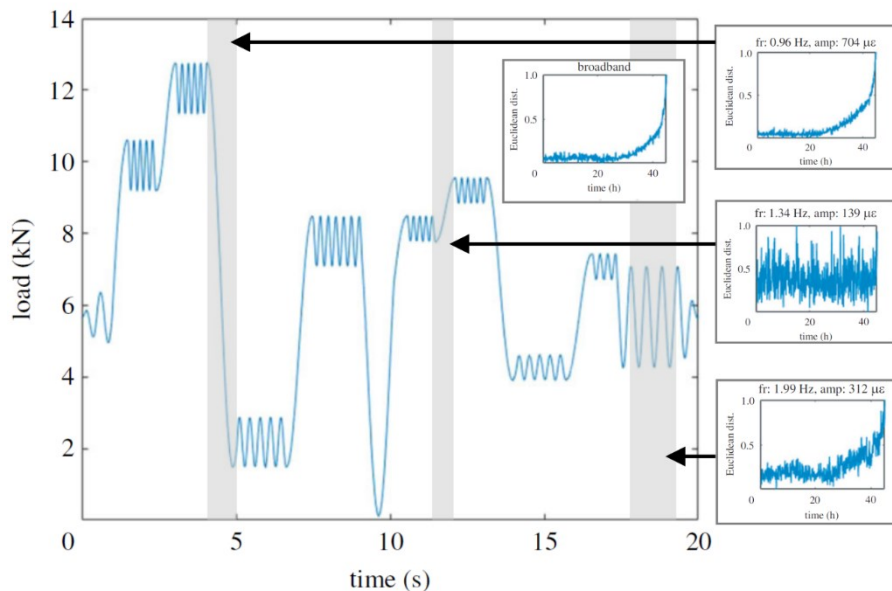 14
12
10
8
6
4
2
0
5
10
15
20
load (kN)
time (s)
broadband
Euclidean dist.
1.0
0.5
0
20
40
time (h)
fr: 0.96 Hz, amp: 704 με
Euclidean dist.
1.0
0.5
0
20
40
time (h)
fr: 1.34 Hz, amp: 139 με
Euclidean dist.
1.0
0.5
0
20
40
time (h)
fr: 1.99 Hz, amp: 312 με
Euclidean dist.
1.0
0.5
0
20
40
time (h)